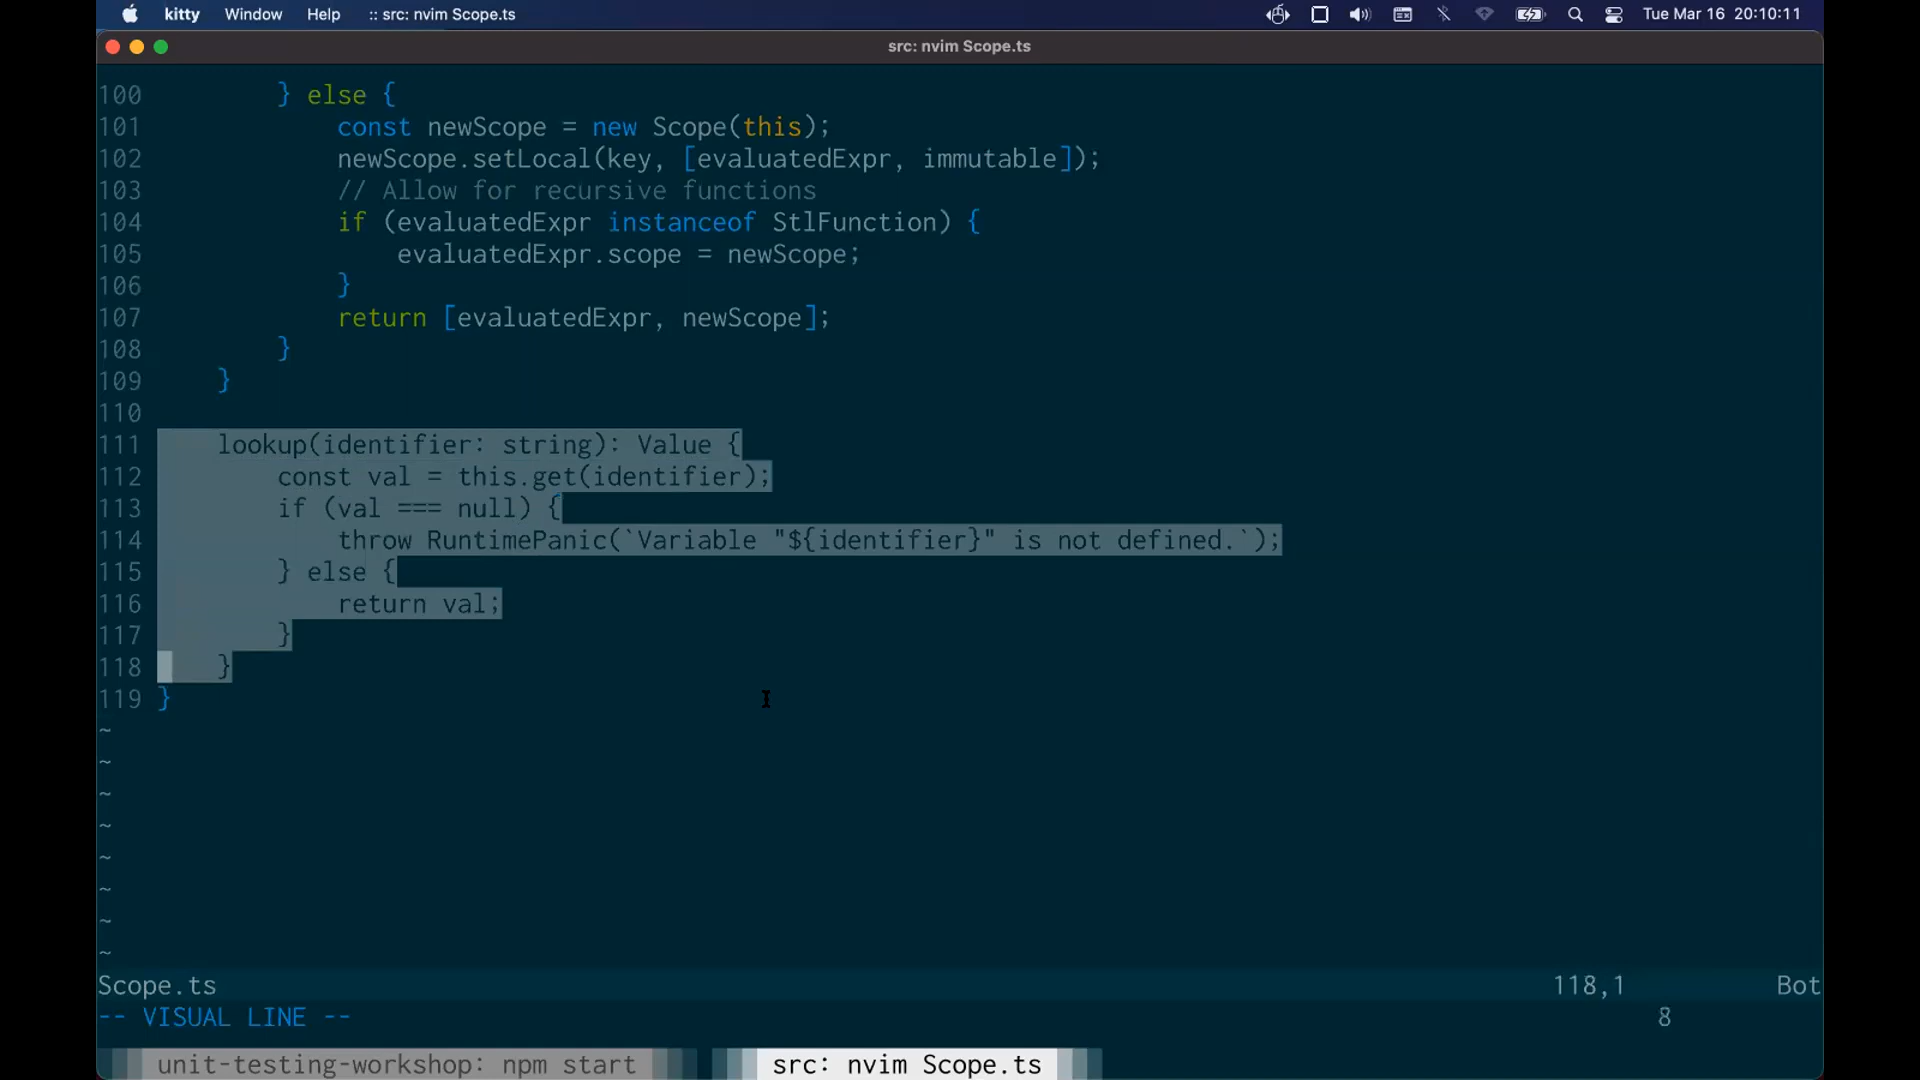 kitty Window Help :: src: nvim Scope.ts Tue Mar 16 20:10:11
src: nvim Scope.ts
100         } else {
101             const newScope = new Scope(this);
102             newScope.setLocal(key, [evaluatedExpr, immutable]);
103             // Allow for recursive functions
104             if (evaluatedExpr instanceof StlFunction) {
105                 evaluatedExpr.scope = newScope;
106             }
107             return [evaluatedExpr, newScope];
108         }
109     }
110
111     lookup(identifier: string): Value {
112         const val = this.get(identifier);
113         if (val === null) {
114             throw RuntimePanic(`Variable "${identifier}" is not defined.`);
115         } else {
116             return val;
117         }
118     }
119 }
~
~
~
~
~
~
~
~
Scope.ts 118,1 Bot
-- VISUAL LINE -- 8
unit-testing-workshop: npm start src: nvim Scope.ts